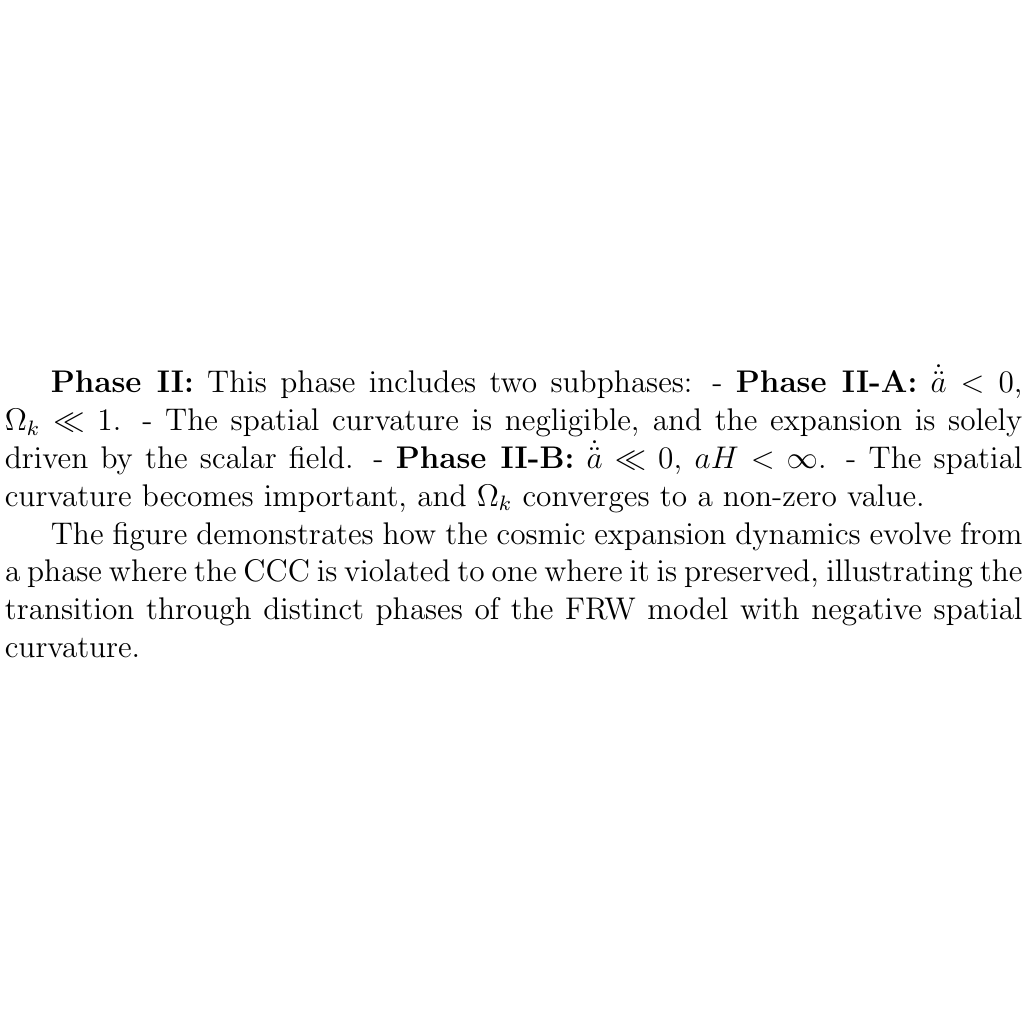 Phase II: This phase includes two subphases: - Phase II-A: $\dot{\ddot{a}} < 0$,
$\Omega_k \ll 1$. - The spatial curvature is negligible, and the expansion is solely
driven by the scalar field. - Phase II-B: $\dot{\ddot{a}} \ll 0$, $aH < \infty$. - The spatial
curvature becomes important, and $\Omega_k$ converges to a non-zero value.
The figure demonstrates how the cosmic expansion dynamics evolve from
a phase where the CCC is violated to one where it is preserved, illustrating the
transition through distinct phases of the FRW model with negative spatial
curvature.